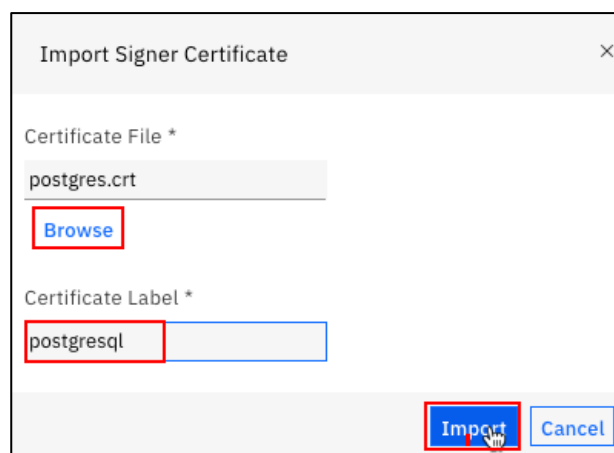 Import Signer Certificate
Certificate File *
postgres.crt
Browse
Certificate Label *
postgresql
Import Cancel